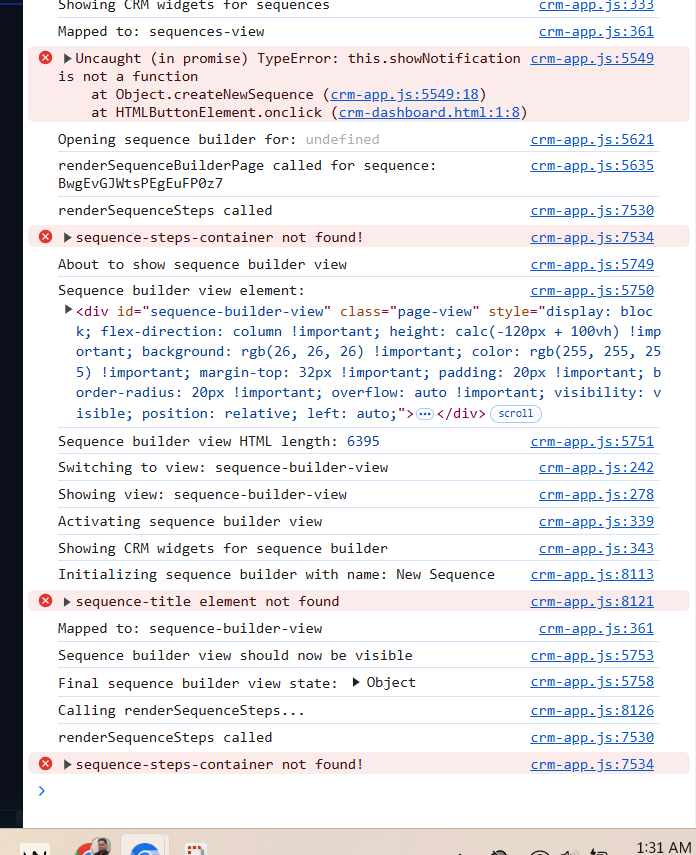 Showing CRM widgets for sequences crm-app.js:333
Mapped to: sequences-view crm-app.js:361
Uncaught (in promise) TypeError: this.showNotification crm-app.js:5549
is not a function
at Object.createNewSequence (crm-app.js:5549:18)
at HTMLButtonElement.onclick (crm-dashboard.html:1:8)
Opening sequence builder for: undefined crm-app.js:5621
renderSequenceBuilderPage called for sequence: crm-app.js:5635
BwgEvGJWtsPEgEuFP0z7
renderSequenceSteps called crm-app.js:7530
sequence-steps-container not found! crm-app.js:7534
About to show sequence builder view crm-app.js:5749
Sequence builder view element: crm-app.js:5750
<div id="sequence-builder-view" class="page-view" style="display: bloc
k; flex-direction: column !important; height: calc(-120px + 100vh) !imp
ortant; background: rgb(26, 26, 26) !important; color: rgb(255, 255, 25
5) !important; margin-top: 32px !important; padding: 20px !important; b
order-radius: 20px !important; overflow: auto !important; visibility: v
isible; position: relative; left: auto;">…</div> scroll
Sequence builder view HTML length: 6395 crm-app.js:5751
Switching to view: sequence-builder-view crm-app.js:242
Showing view: sequence-builder-view crm-app.js:278
Activating sequence builder view crm-app.js:339
Showing CRM widgets for sequence builder crm-app.js:343
Initializing sequence builder with name: New Sequence crm-app.js:8113
sequence-title element not found crm-app.js:8121
Mapped to: sequence-builder-view crm-app.js:361
Sequence builder view should now be visible crm-app.js:5753
Final sequence builder view state: Object crm-app.js:5758
Calling renderSequenceSteps... crm-app.js:8126
renderSequenceSteps called crm-app.js:7530
sequence-steps-container not found! crm-app.js:7534
1:31 AM